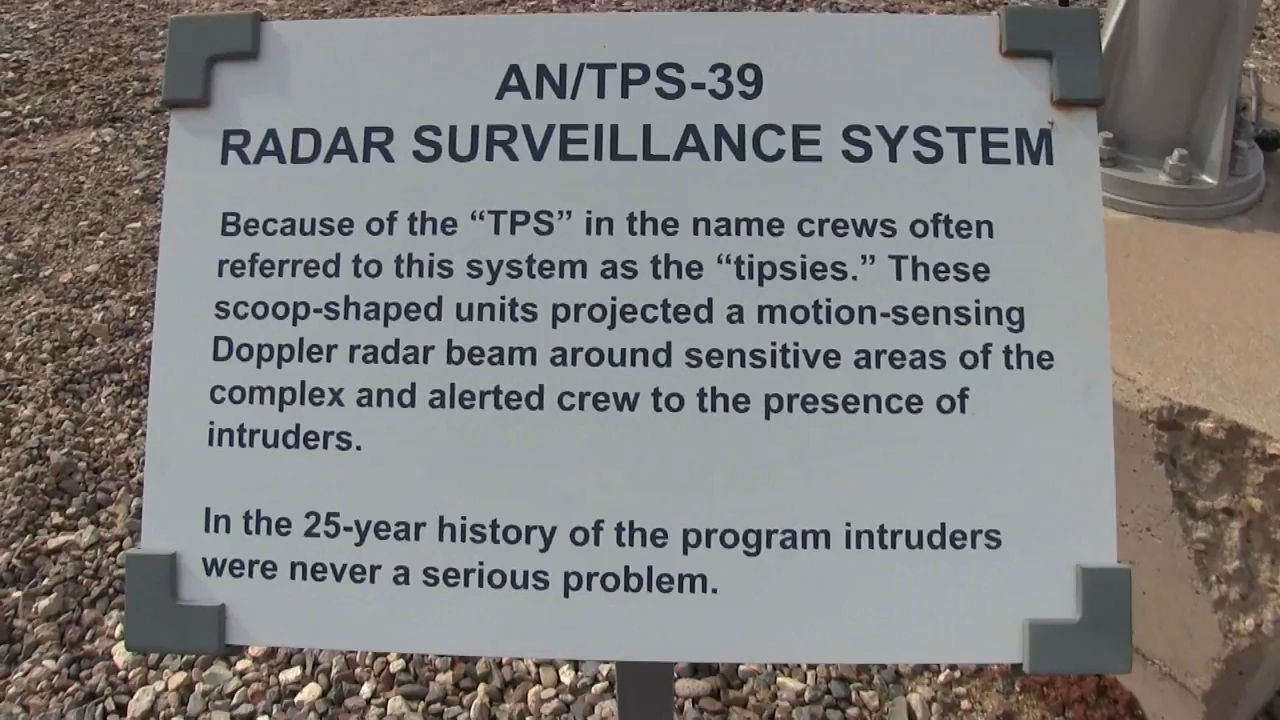 AN/TPS-39
RADAR SURVEILLANCE SYSTEM
Because of the “TPS” in the name crews often
referred to this system as the “tipsies.” These
scoop-shaped units projected a motion-sensing
Doppler radar beam around sensitive areas of the
complex and alerted crew to the presence of
intruders.
In the 25-year history of the program intruders
were never a serious problem.